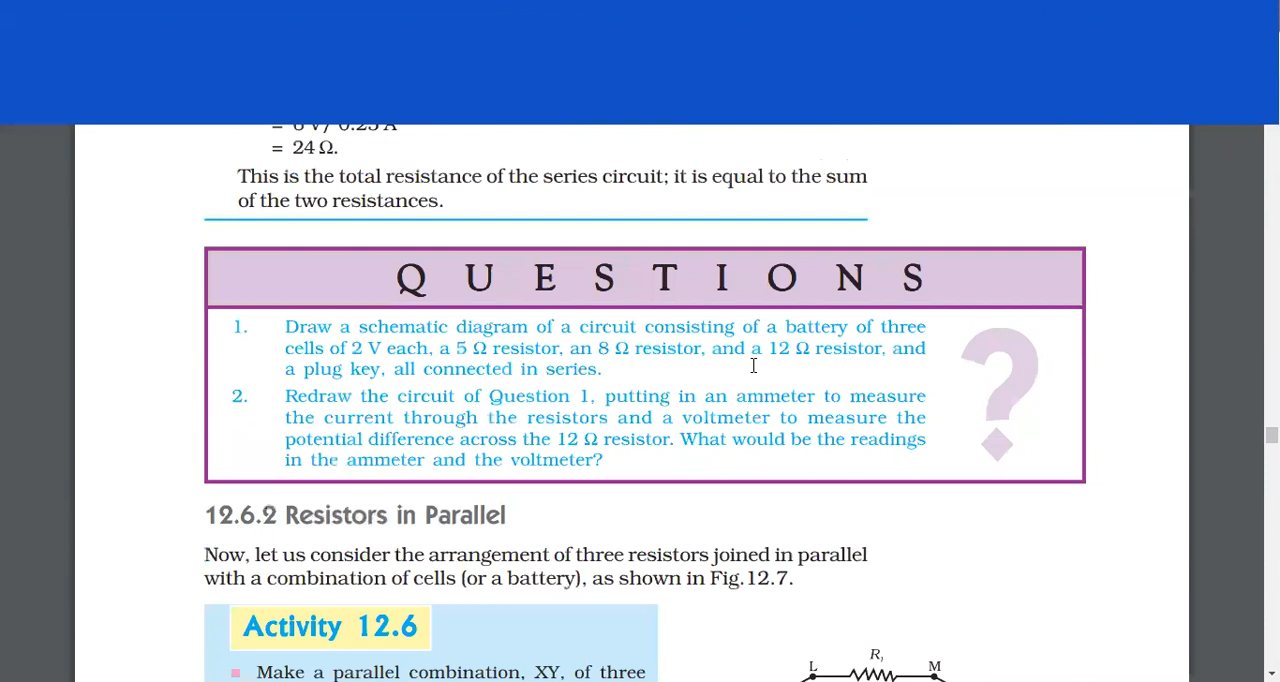 = 6 V/ 0.25 A
= 24 Ω.
This is the total resistance of the series circuit; it is equal to the sum
of the two resistances.
Q U E S T I O N S
1. Draw a schematic diagram of a circuit consisting of a battery of three
cells of 2 V each, a 5 Ω resistor, an 8 Ω resistor, and a 12 Ω resistor, and
a plug key, all connected in series.
2. Redraw the circuit of Question 1, putting in an ammeter to measure
the current through the resistors and a voltmeter to measure the
potential difference across the 12 Ω resistor. What would be the readings
in the ammeter and the voltmeter?
?
12.6.2 Resistors in Parallel
Now, let us consider the arrangement of three resistors joined in parallel
with a combination of cells (or a battery), as shown in Fig.12.7.
Activity 12.6
Make a parallel combination, XY, of three
R₁
L M